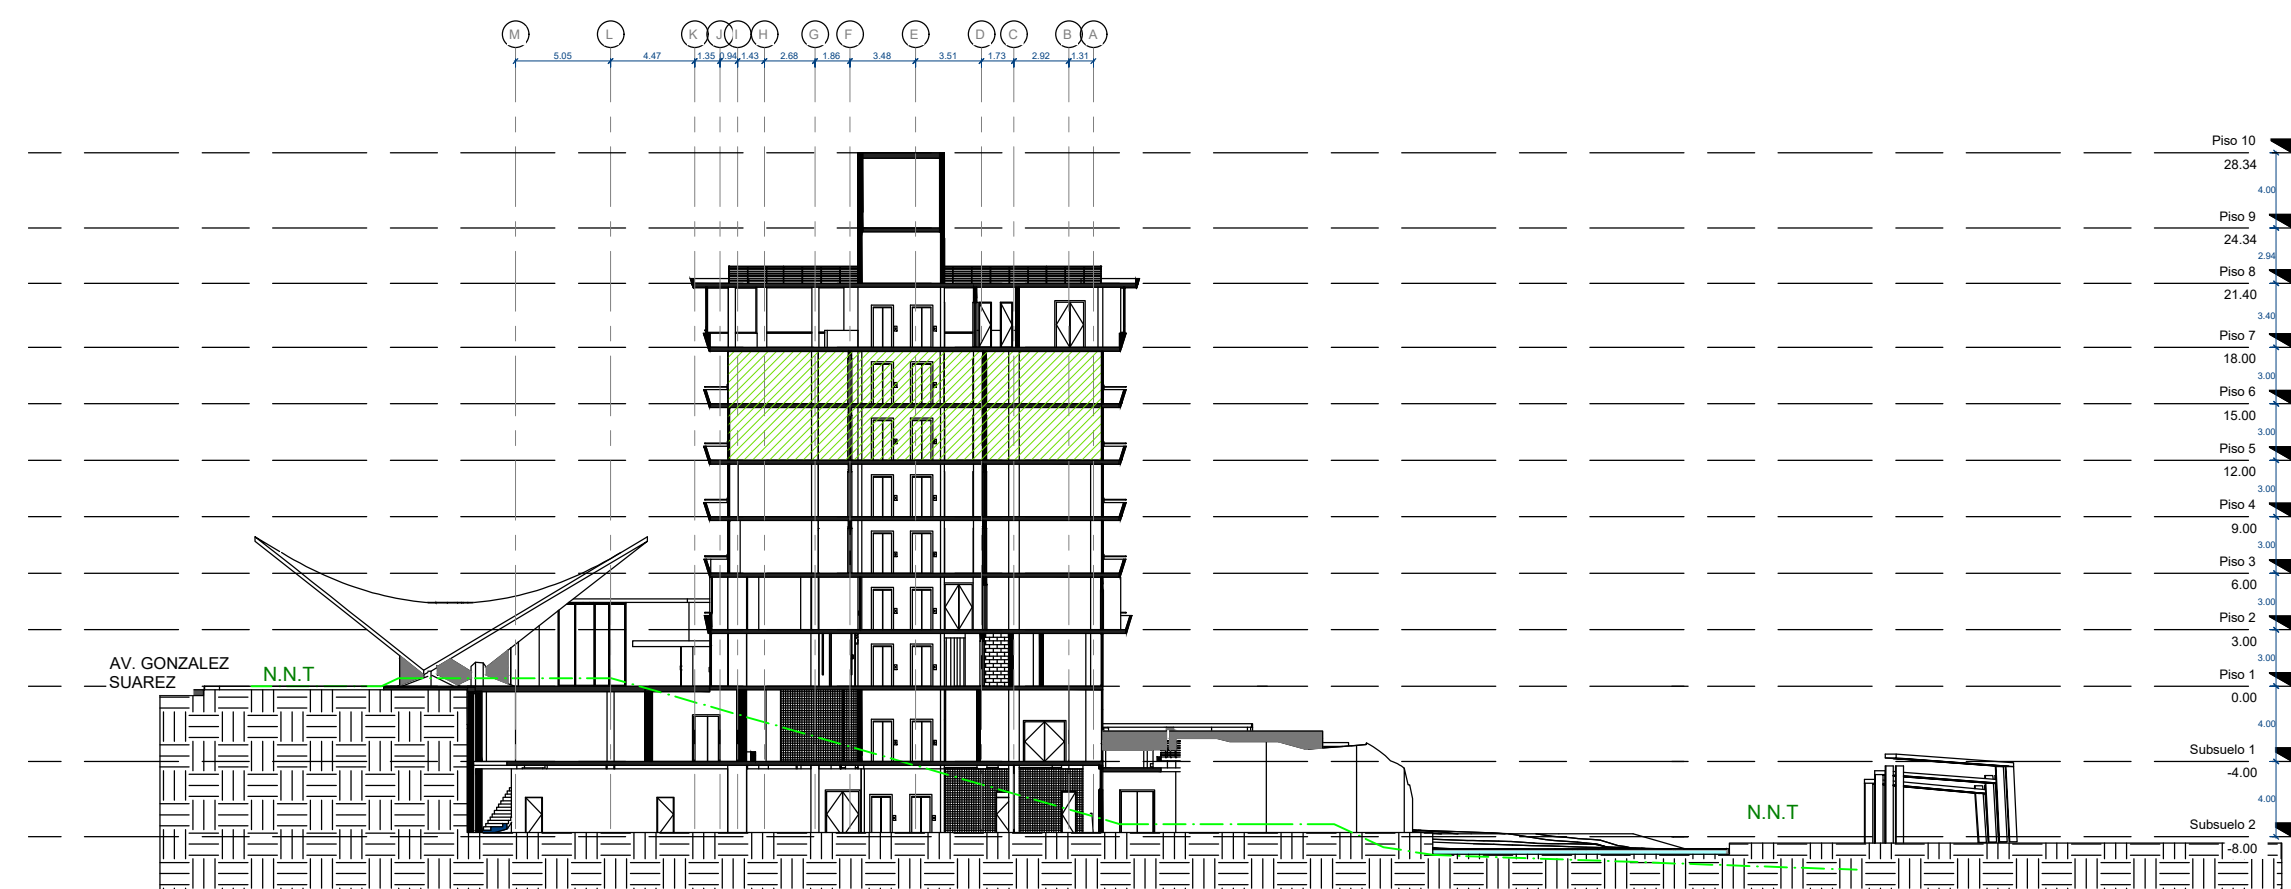 M L K J I H G F E D C B A
5.05 4.47 1.35 0.94 1.43 2.68 1.86 3.48 3.51 1.73 2.92 1.31
Piso 10
28.34
4.00
Piso 9
24.34
2.94
Piso 8
21.40
3.40
Piso 7
18.00
3.00
Piso 6
15.00
3.00
Piso 5
12.00
3.00
Piso 4
9.00
3.00
Piso 3
6.00
3.00
Piso 2
3.00
3.00
AV. GONZALEZ
SUAREZ
N.N.T
Piso 1
0.00
4.00
Subsuelo 1
-4.00
4.00
N.N.T
Subsuelo 2
-8.00